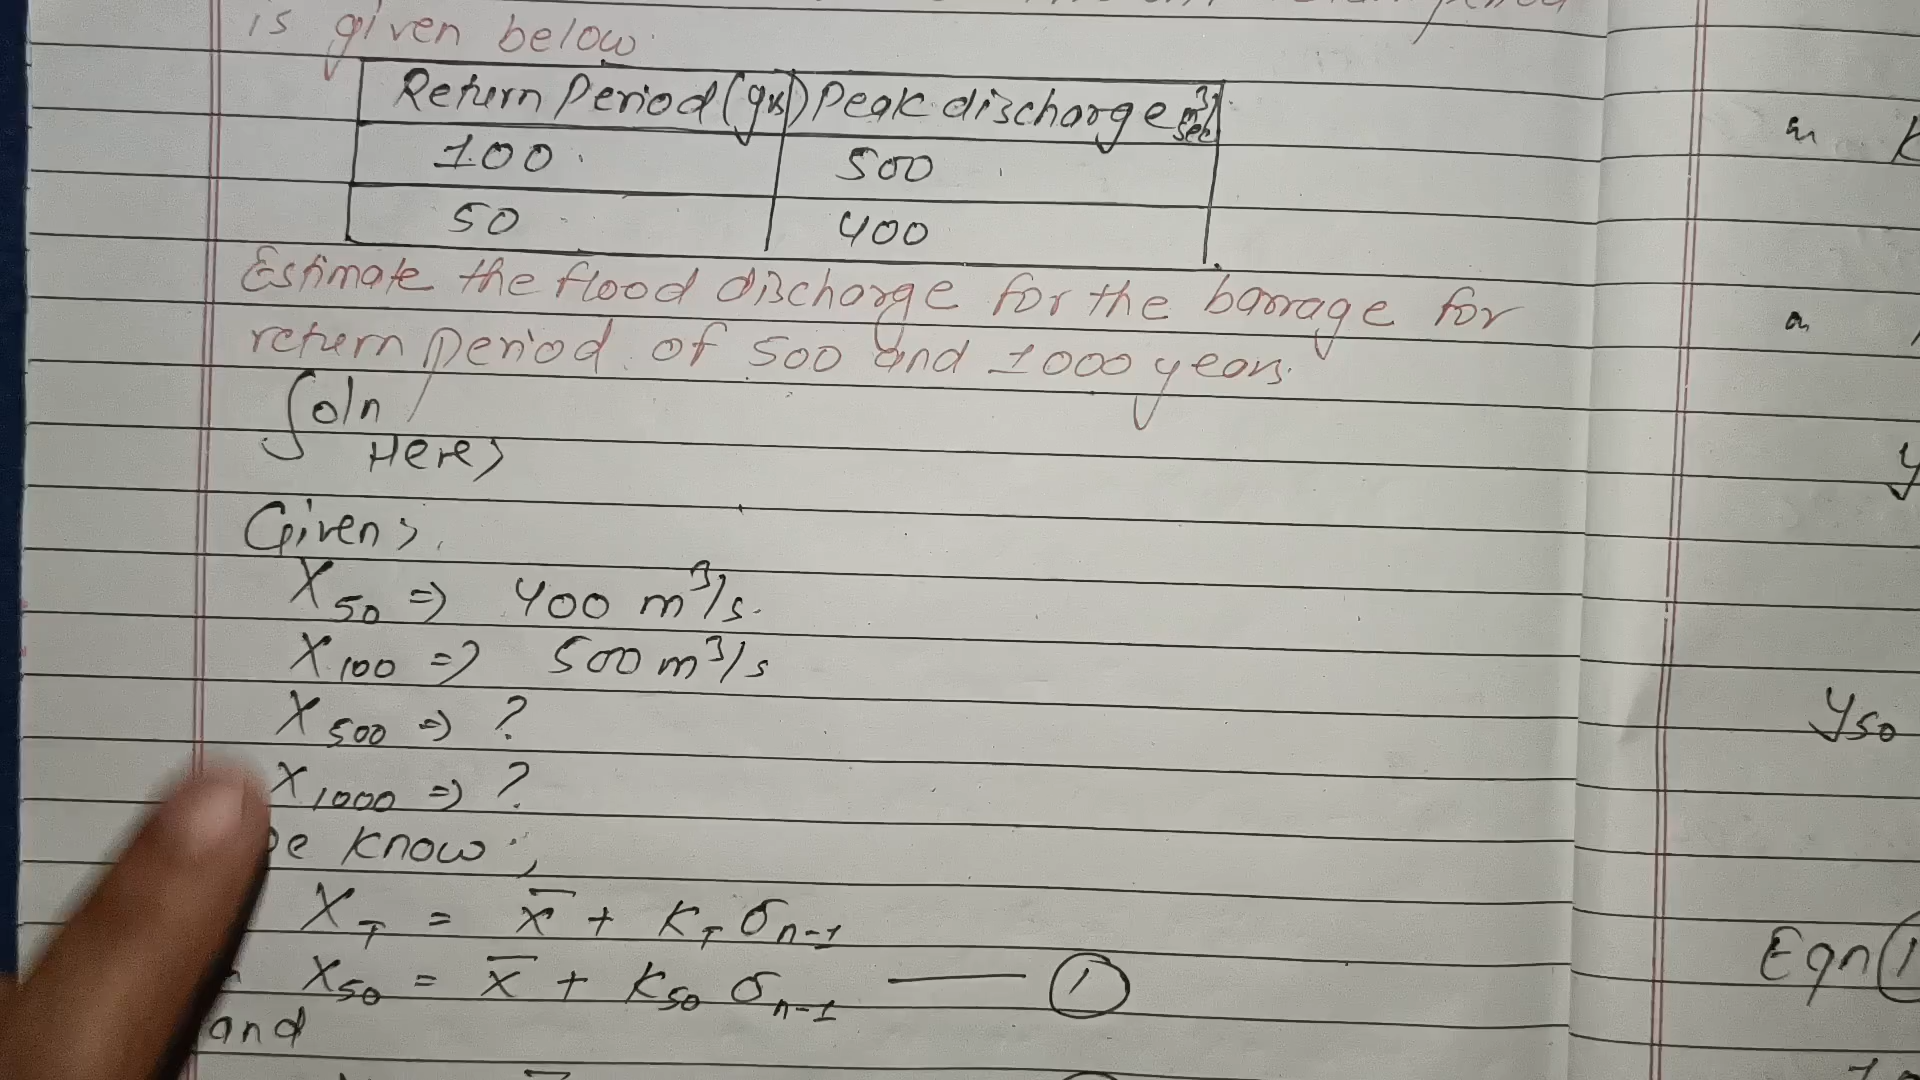 is given below
Return Period (yrs) Peak discharge m³/sec
100 500
50 400
Estimate the flood discharge for the barrage for
return period of 500 and 1000 years.
Soln
Here,
Given,
X50 => 400 m³/s.
X100 => 500 m³/s
X500 => ?
X1000 => ?
know,
XT = x̄ + KT σn-1
X50 = x̄ + K50 σn-1 —— ①
and
y50
Eqn